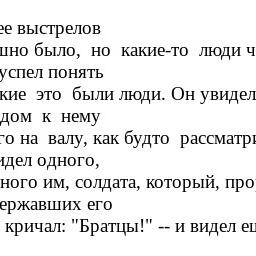 ее выстрелов
шно было, но какие-то люди ч
успел понять
кие это были люди. Он увидел
дом к нему
го на валу, как будто рассматри
идел одного,
ного им, солдата, который, про
ержавших его
кричал: "Братцы!" -- и видел ещ